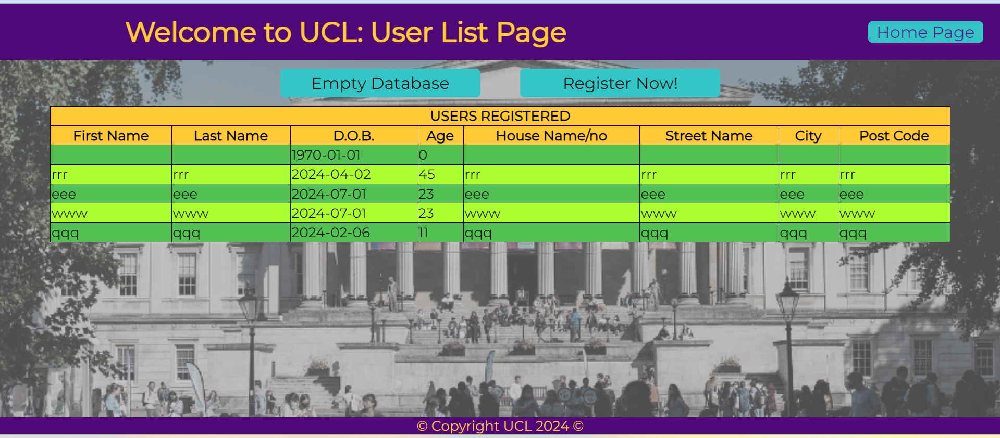 Welcome to UCL: User List Page
Home Page
Empty Database
Register Now!
USERS REGISTERED
First Name Last Name D.O.B. Age House Name/no Street Name City Post Code
1970-01-01 0
rrr rrr 2024-04-02 45 rrr rrr rrr rrr
eee eee 2024-07-01 23 eee eee eee eee
www www 2024-07-01 23 www www www www
qqq qqq 2024-02-06 11 qqq qqq qqq qqq
© Copyright UCL 2024 ©